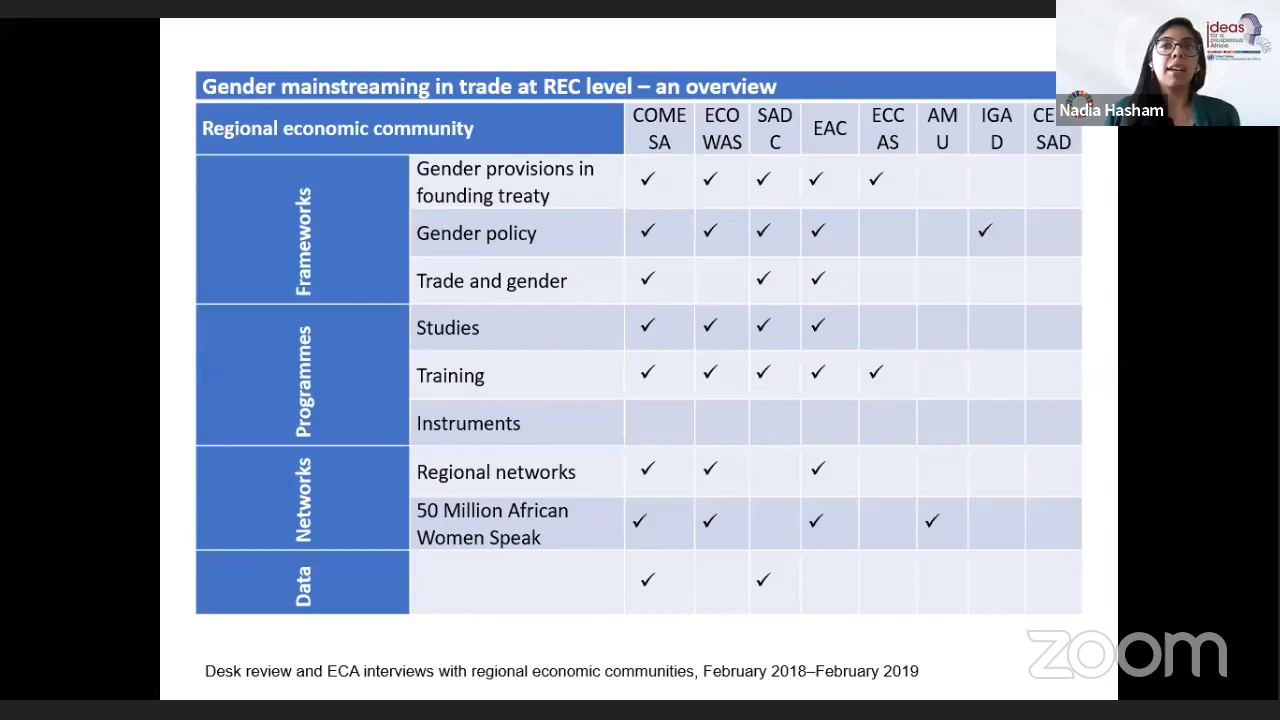 ideas
for a
prosperous
Africa
Nadia Hasham
Gender mainstreaming in trade at REC level – an overview
Regional economic community
COME
SA
ECO
WAS
SAD
C
EAC
ECC
AS
AM
U
IGA
D
CE
SAD
Frameworks
Gender provisions in
founding treaty
✓ ✓ ✓ ✓ ✓
Gender policy
✓ ✓ ✓ ✓ ✓
Trade and gender
✓ ✓ ✓
Programmes
Studies
✓ ✓ ✓ ✓
Training
✓ ✓ ✓ ✓ ✓
Instruments
Networks
Regional networks
✓ ✓ ✓
50 Million African
Women Speak
✓ ✓ ✓ ✓
Data
✓ ✓
Desk review and ECA interviews with regional economic communities, February 2018–February 2019
zoom